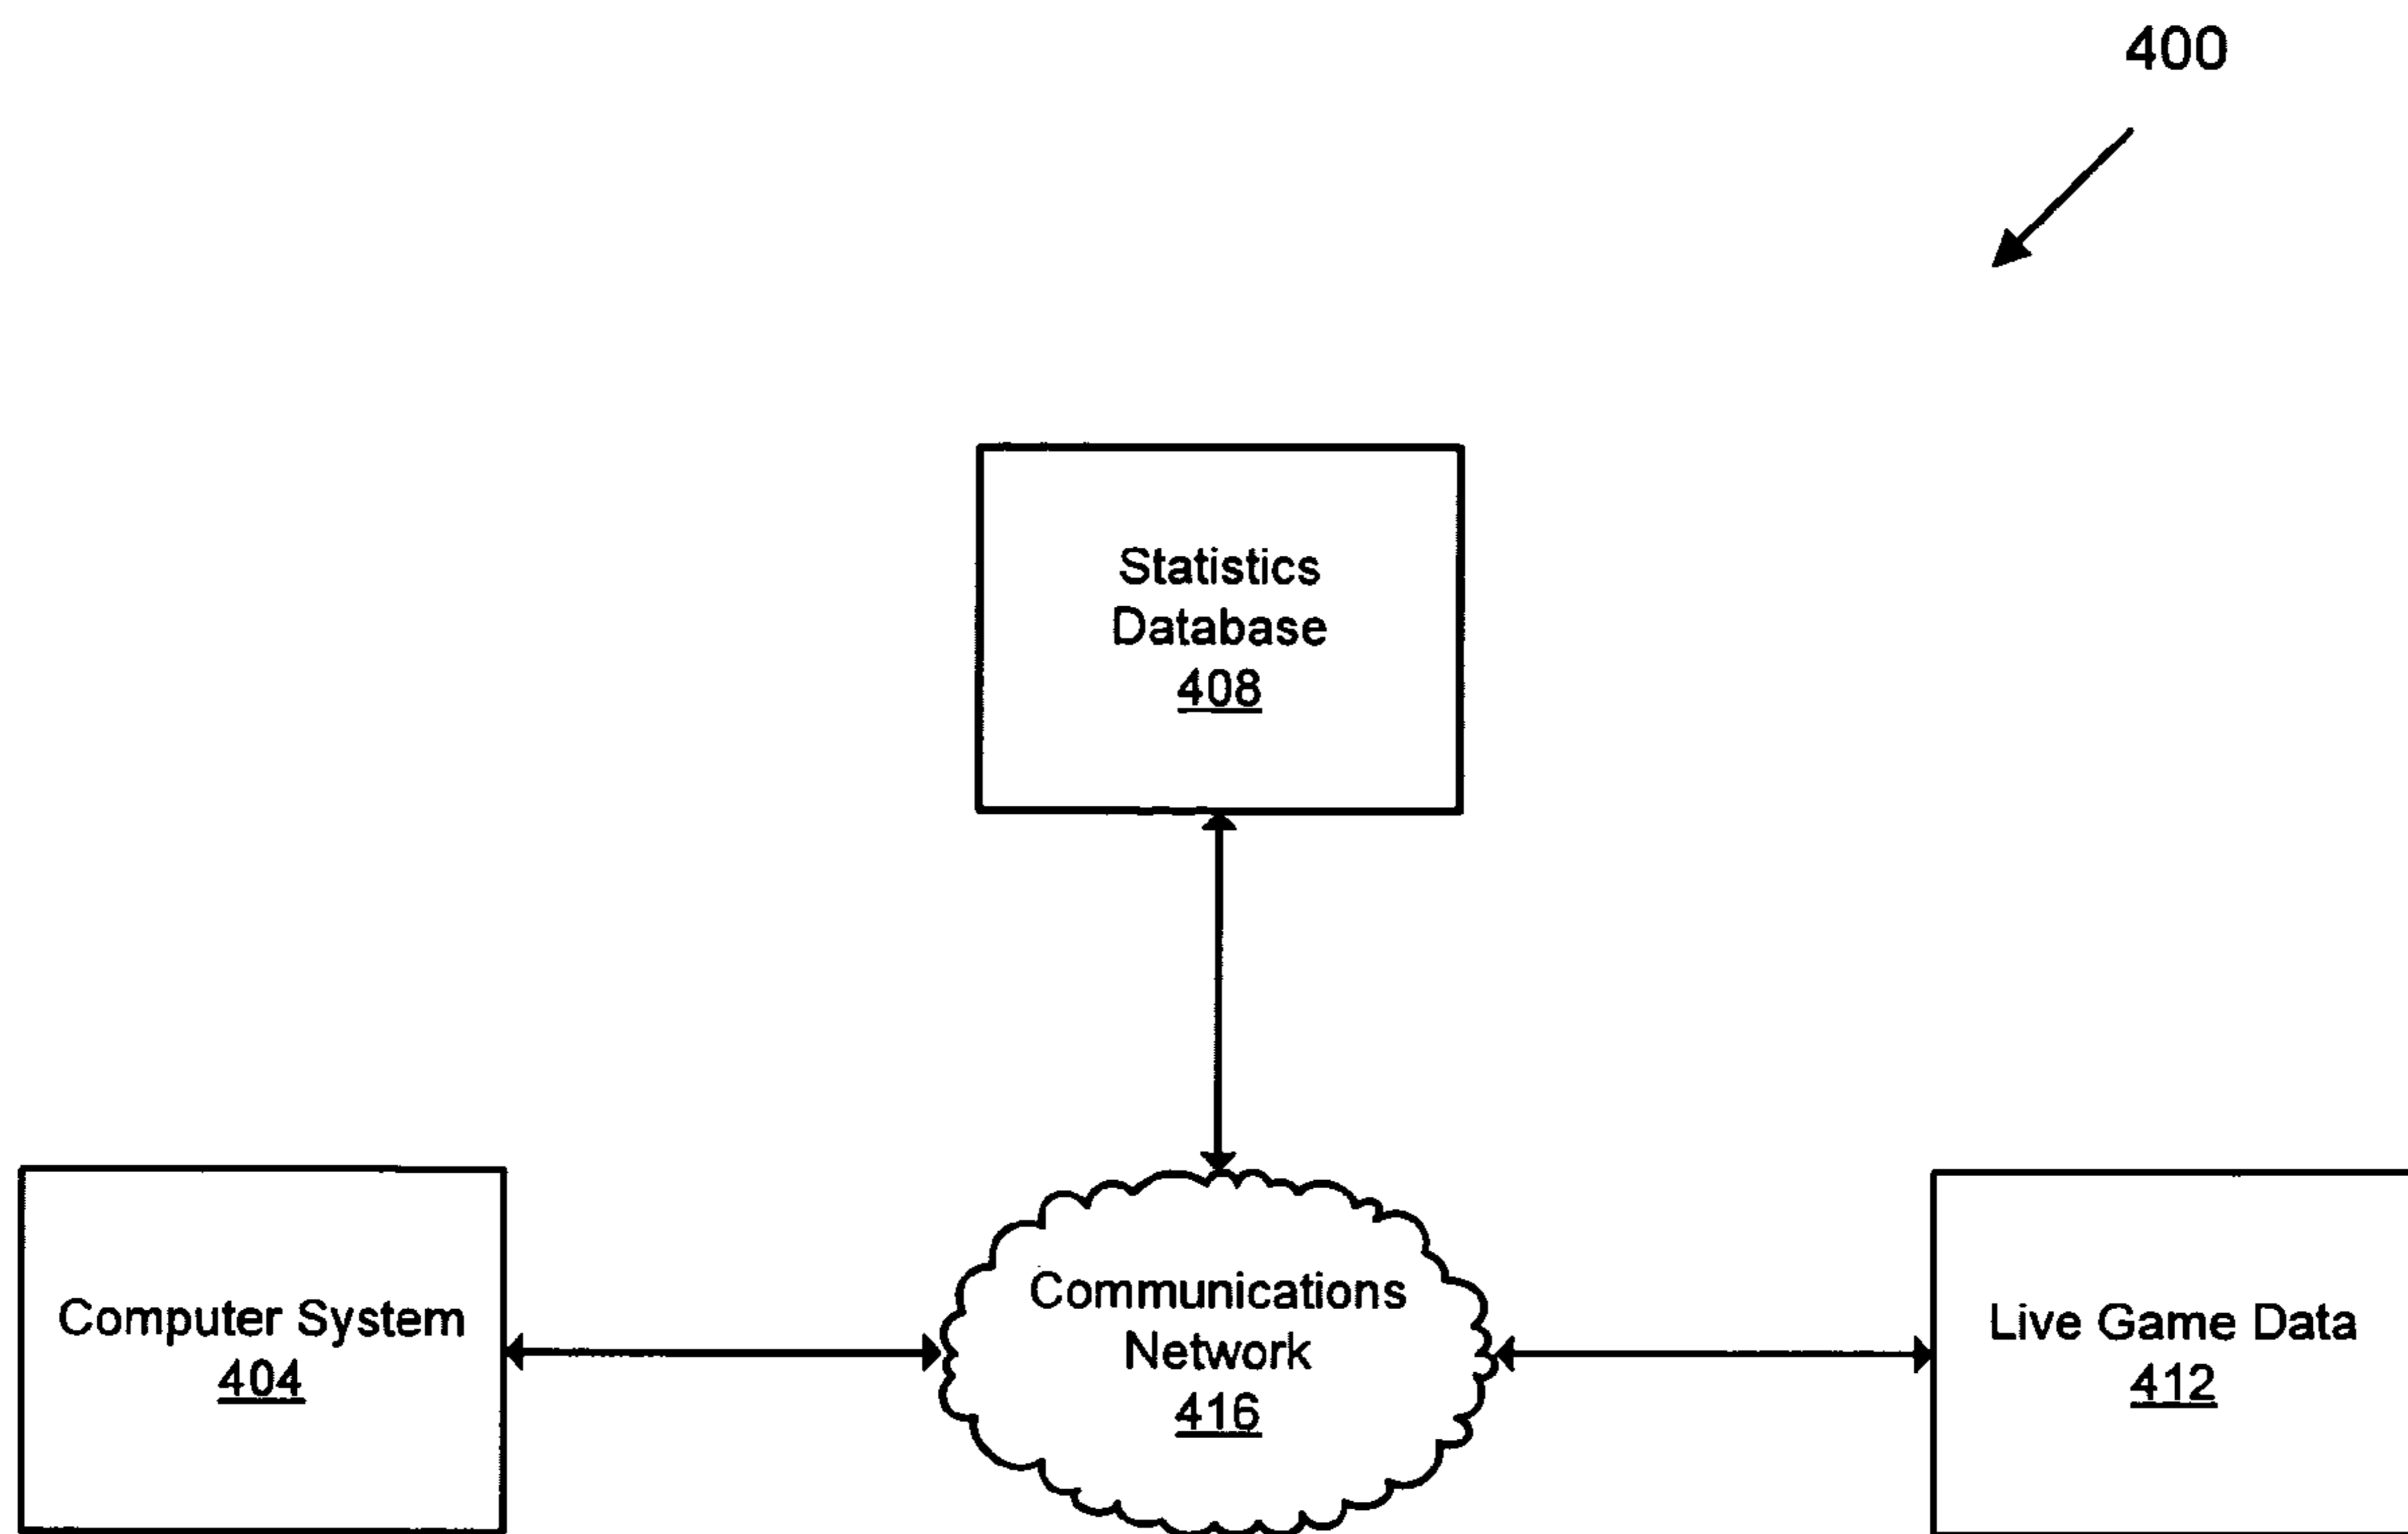 400
Statistics
Database
408
Computer System
404
Communications
Network
416
Live Game Data
412